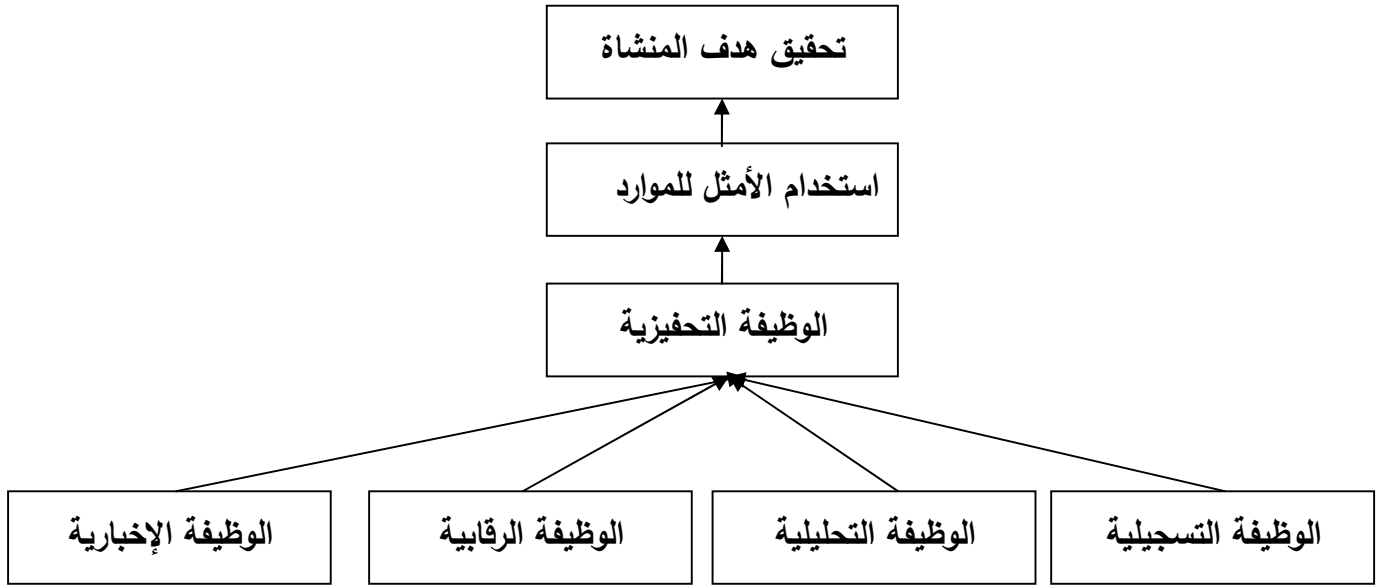 تحقيق هدف المنشاة
استخدام الأمثل للموارد
الوظيفة التحفيزية
الوظيفة التسجيلية
الوظيفة التحليلية
الوظيفة الرقابية
الوظيفة الإخبارية